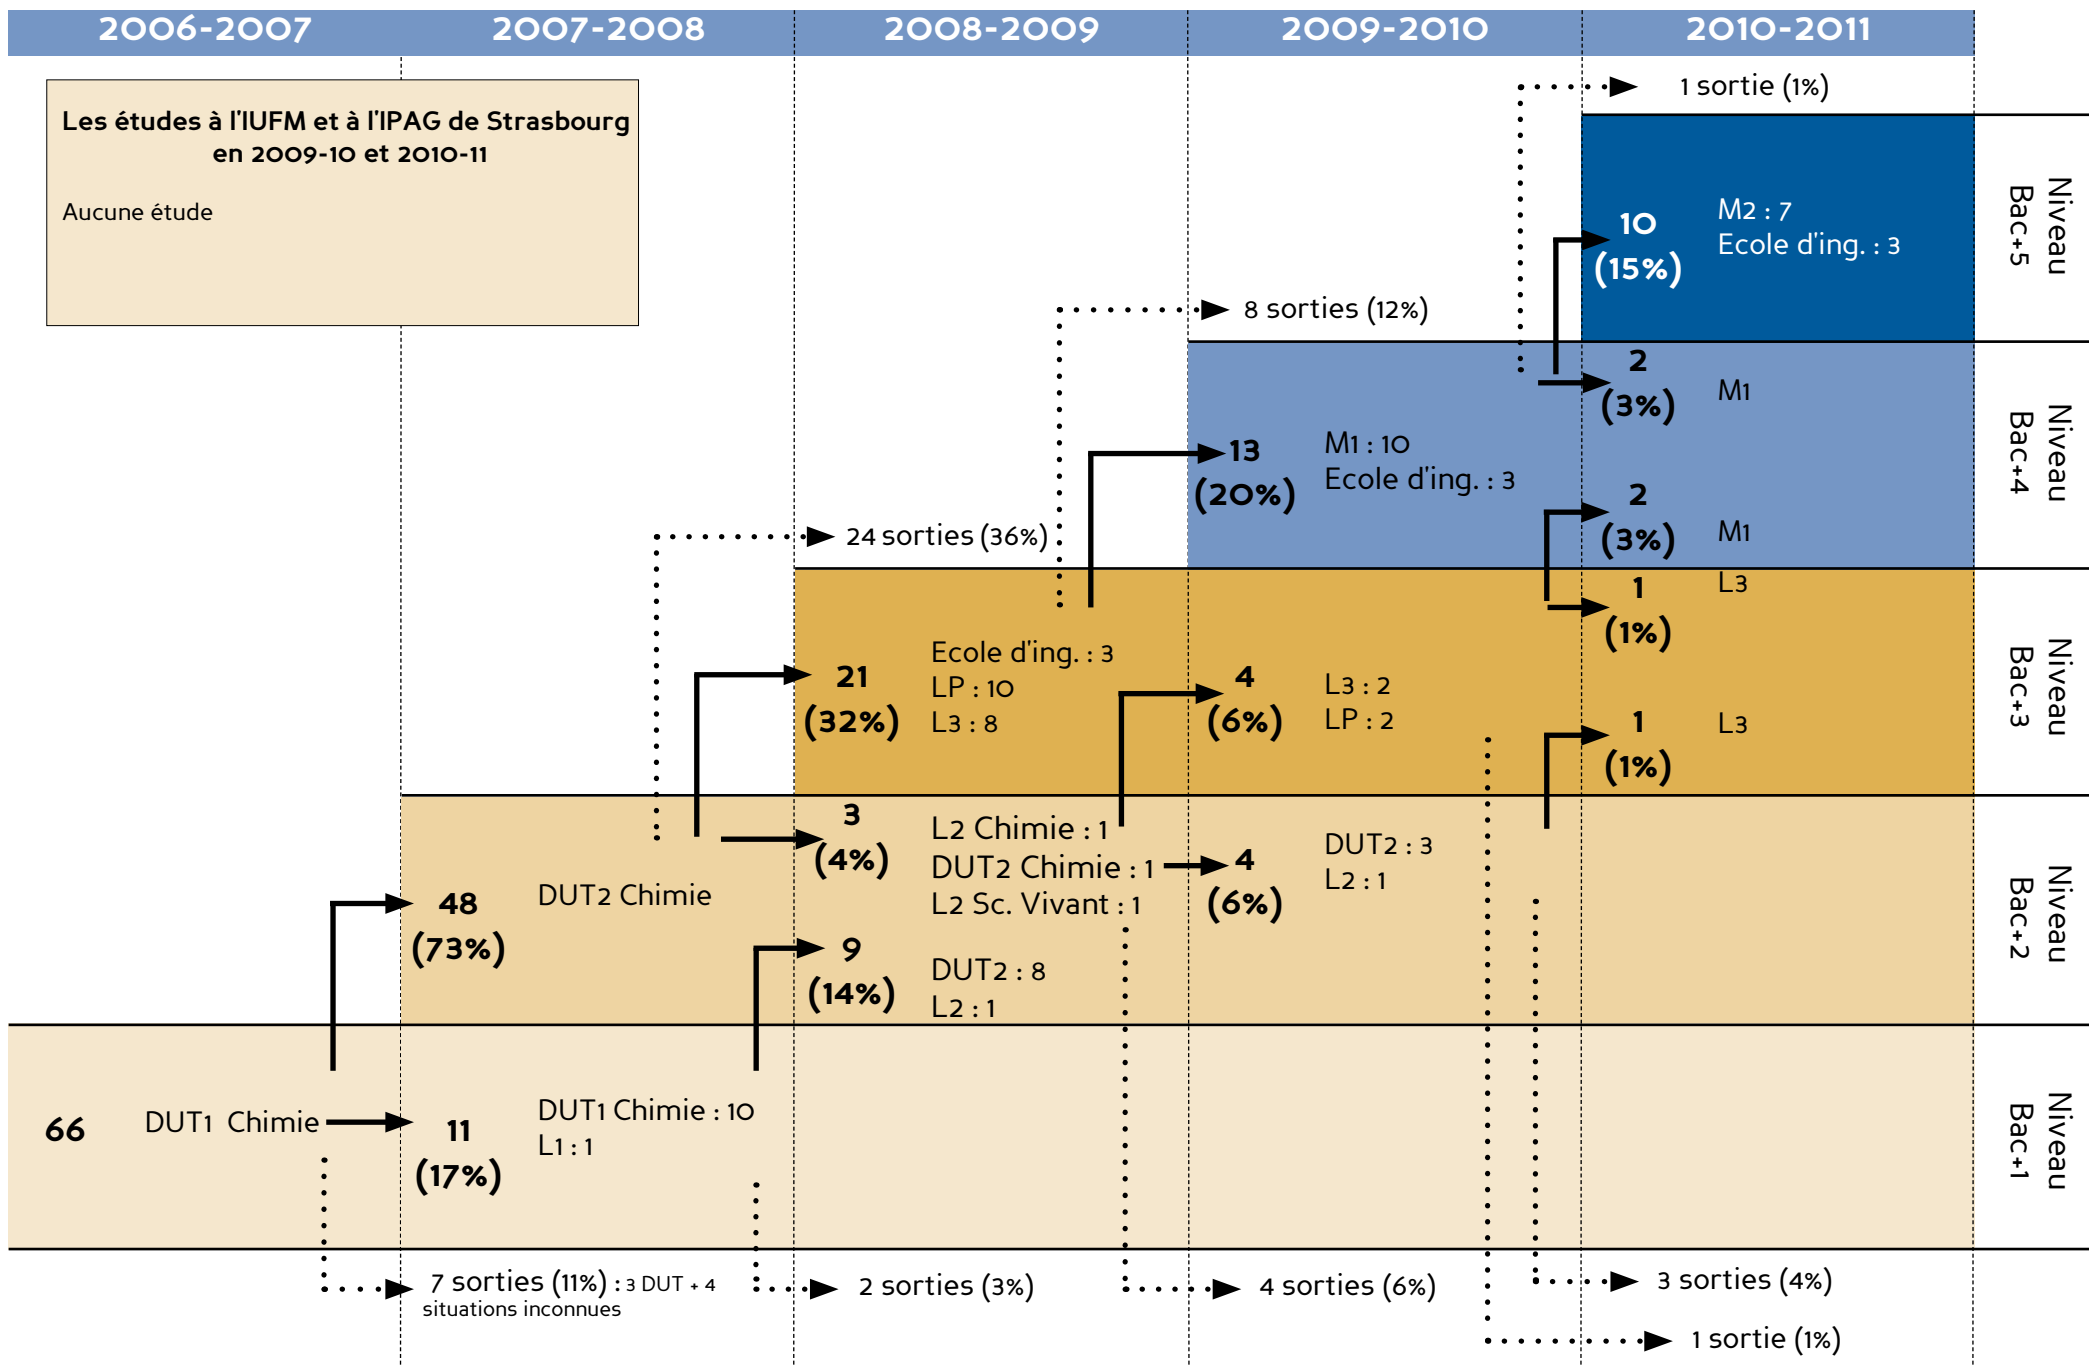 2006-2007
2007-2008
2008-2009
2009-2010
2010-2011
Les études à l'IUFM et à l'IPAG de Strasbourg
en 2009-10 et 2010-11
Aucune étude
1 sortie (1%)
10
(15%)
M2 : 7
Ecole d'ing. : 3
Niveau
Bac+5
8 sorties (12%)
2
(3%)
M1
13
(20%)
M1 : 10
Ecole d'ing. : 3
2
(3%)
M1
Niveau
Bac+4
24 sorties (36%)
1
(1%)
L3
21
(32%)
Ecole d'ing. : 3
LP : 10
L3 : 8
4
(6%)
L3 : 2
LP : 2
1
(1%)
L3
Niveau
Bac+3
48
(73%)
DUT2 Chimie
3
(4%)
L2 Chimie : 1
DUT2 Chimie : 1
L2 Sc. Vivant : 1
4
(6%)
DUT2 : 3
L2 : 1
9
(14%)
DUT2 : 8
L2 : 1
Niveau
Bac+2
66
DUT1 Chimie
11
(17%)
DUT1 Chimie : 10
L1 : 1
Niveau
Bac+1
7 sorties (11%) : 3 DUT + 4
situations inconnues
2 sorties (3%)
4 sorties (6%)
3 sorties (4%)
1 sortie (1%)